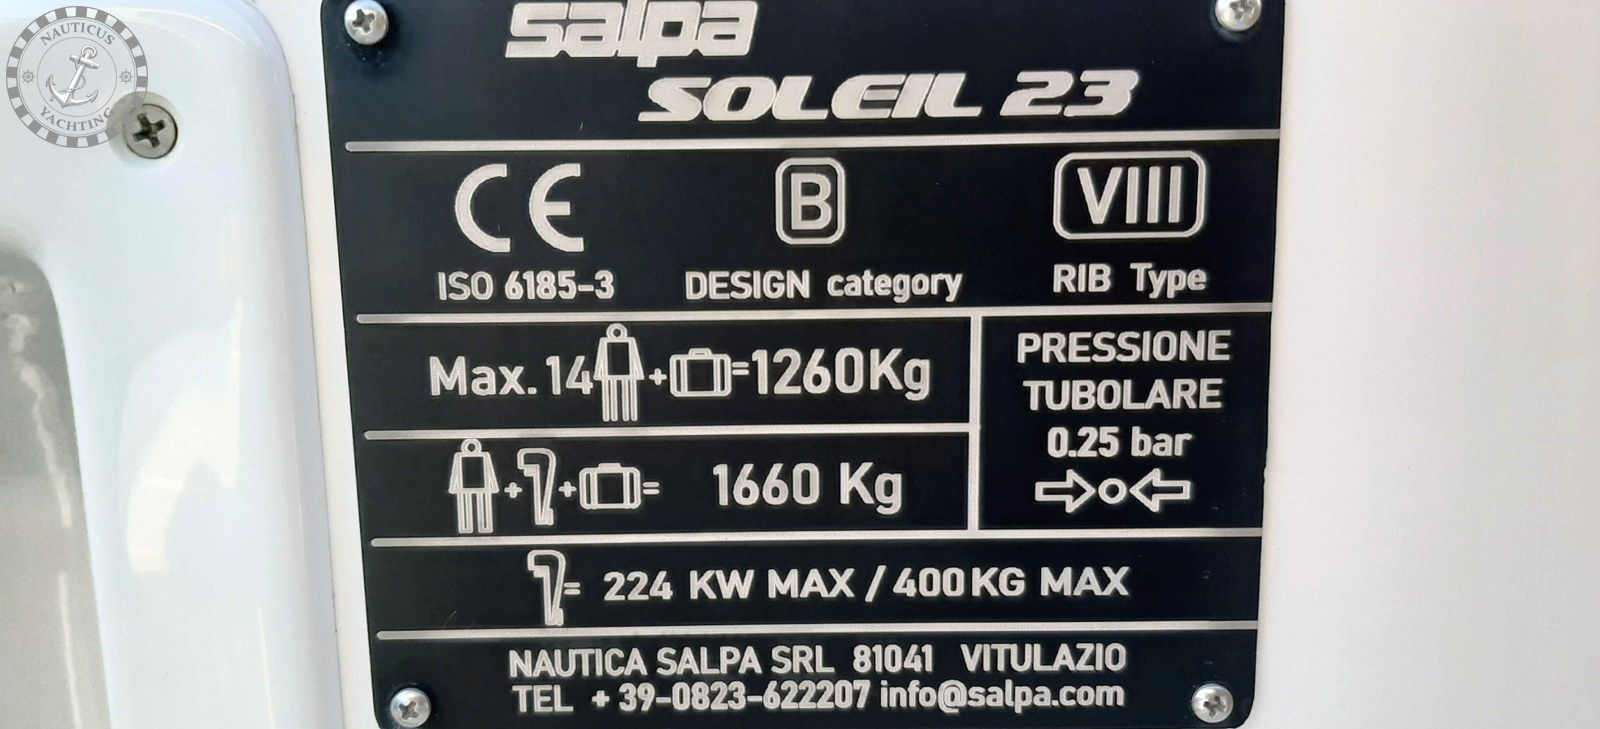 NAUTICUS
YACHTING
salpa
SOLEIL 23
CE
B
VIII
ISO 6185-3
DESIGN category
RIB Type
Max. 14 + =1260Kg
PRESSIONE
TUBOLARE
0.25 bar
+ + = 1660 Kg
= 224 KW MAX / 400KG MAX
NAUTICA SALPA SRL 81041 VITULAZIO
TEL +39-0823-622207 info@salpa.com